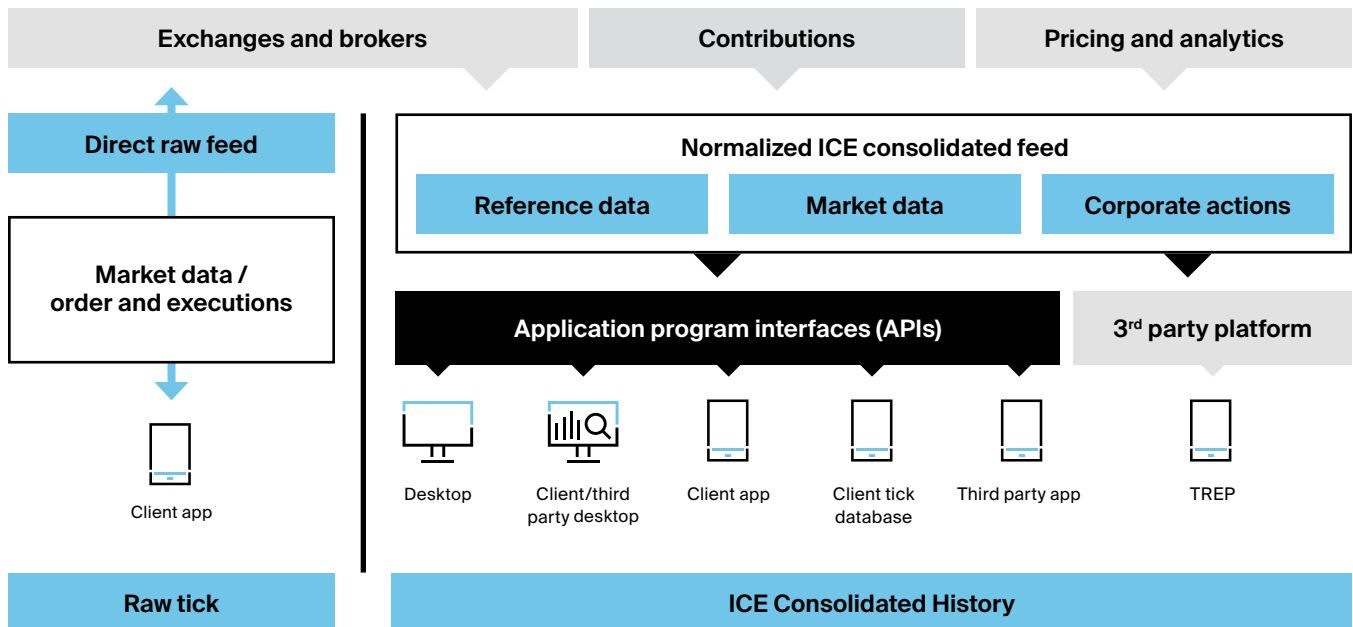 Exchanges and brokers
Contributions
Pricing and analytics
Direct raw feed
Market data /
order and executions
Client app
Raw tick
Normalized ICE consolidated feed
Reference data
Market data
Corporate actions
Application program interfaces (APIs)
3rd party platform
Desktop
Client/third
party desktop
Client app
Client tick
database
Third party app
TREP
ICE Consolidated History